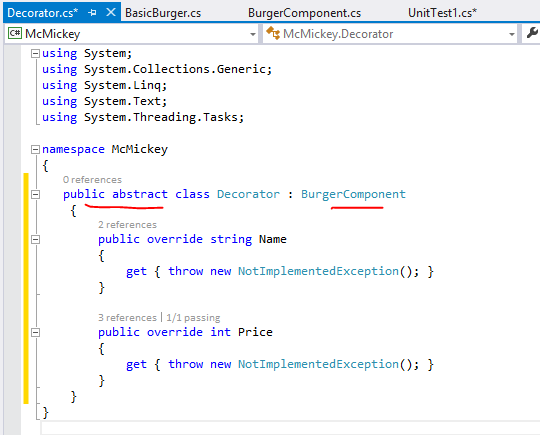 Decorator.cs* BasicBurger.cs BurgerComponent.cs UnitTest1.cs*
C# McMickey McMickey.Decorator
using System;
using System.Collections.Generic;
using System.Linq;
using System.Text;
using System.Threading.Tasks;
namespace McMickey
{
0 references
public abstract class Decorator : BurgerComponent
{
2 references
public override string Name
{
get { throw new NotImplementedException(); }
}
3 references | 1/1 passing
public override int Price
{
get { throw new NotImplementedException(); }
}
}
}